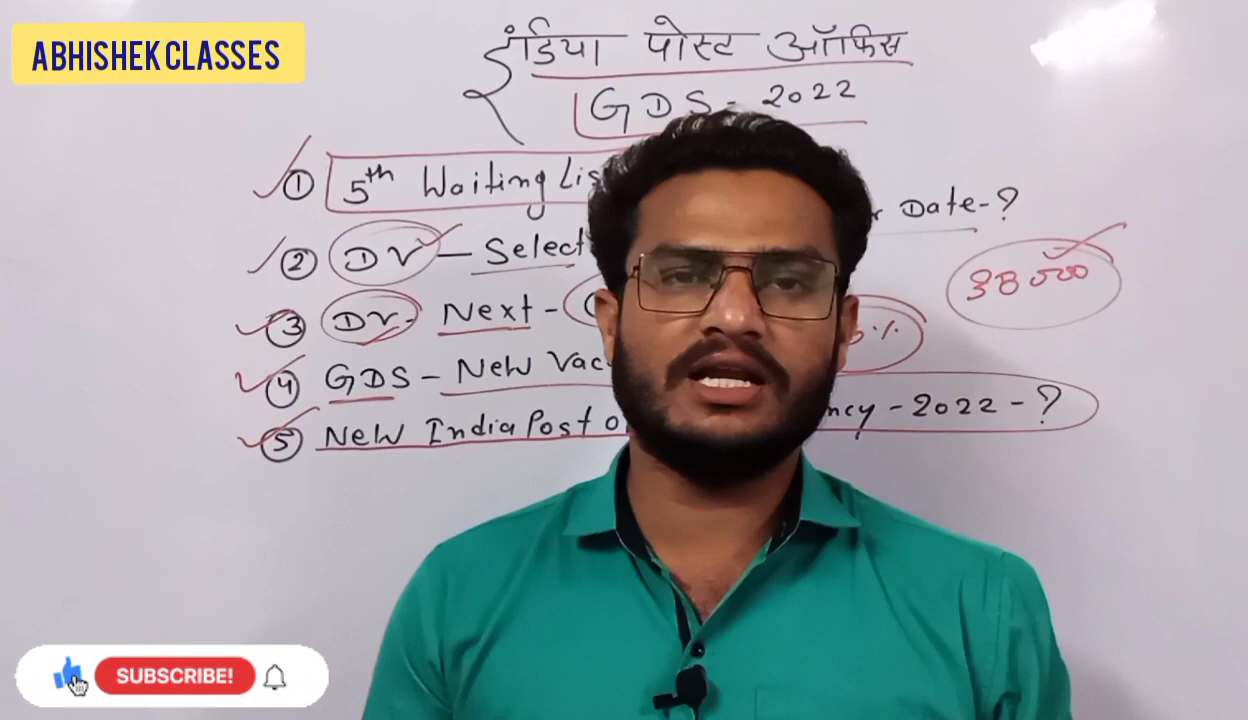 ABHISHEK CLASSES
इंडिया पोस्ट ऑफिस
GDS - 2022
① 5th Waiting Lis Date - ?
② DV - Select
38000
③ DV - Next - %
④ GDS - New Vac
⑤ New India Post o ncy - 2022 - ?
SUBSCRIBE!